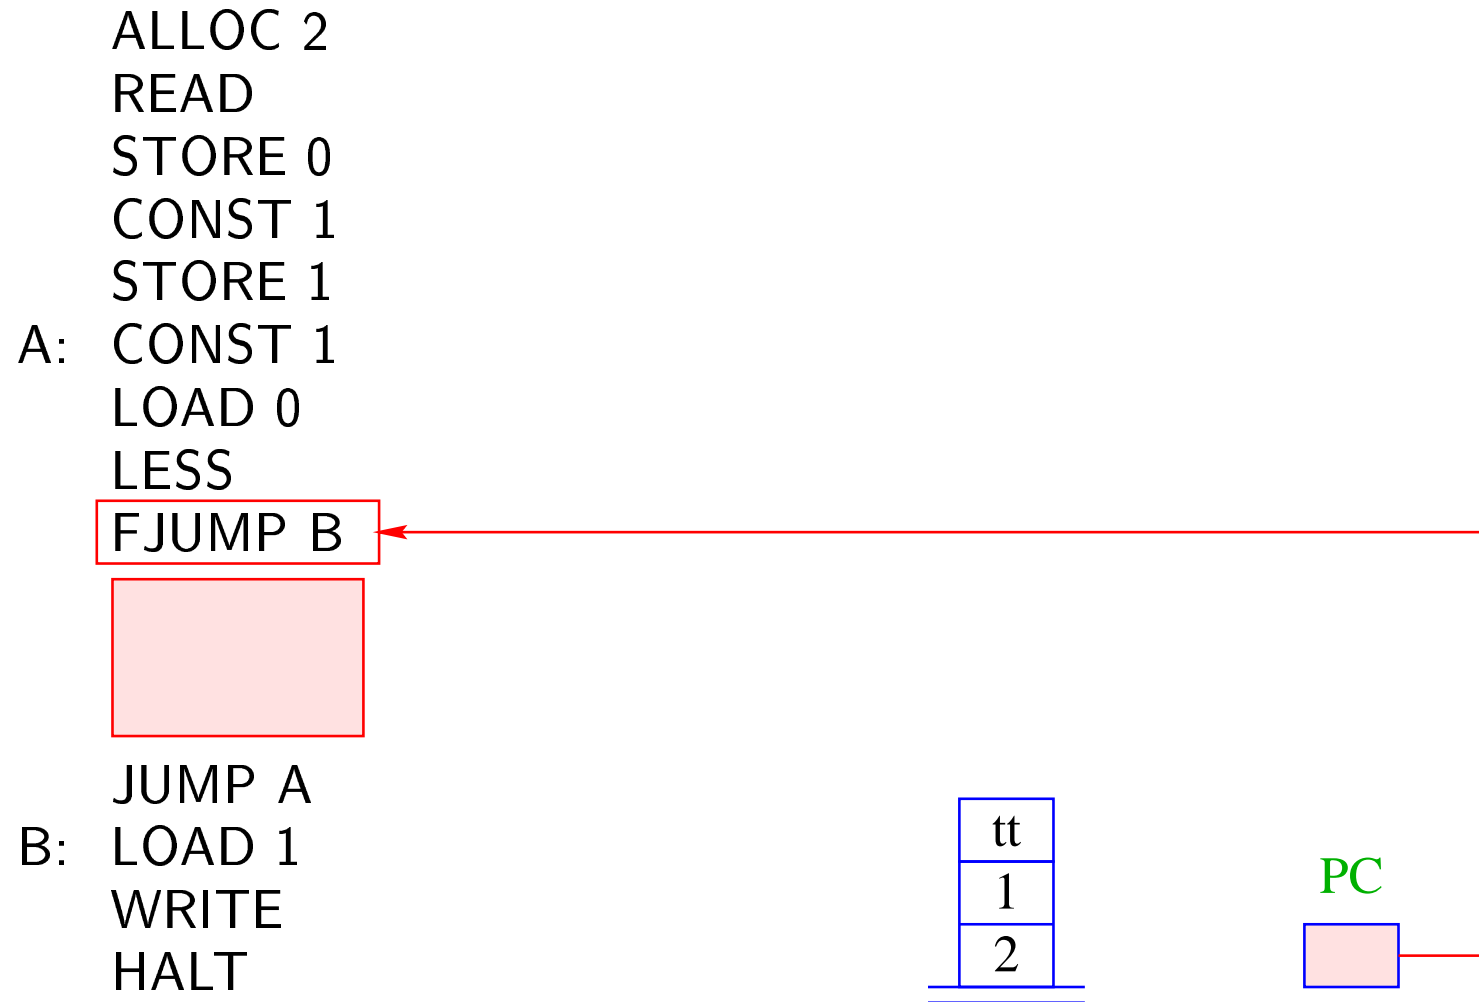 ALLOC 2
READ
STORE 0
CONST 1
STORE 1
A: CONST 1
LOAD 0
LESS
FJUMP B
JUMP A
B: LOAD 1
WRITE
HALT
tt
1
2
PC